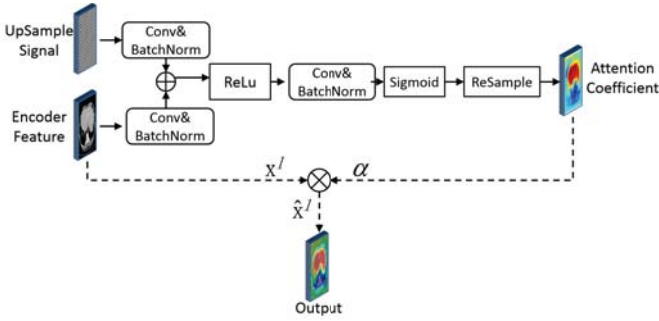 UpSample
Signal
Conv&
BatchNorm
ReLu
Conv&
BatchNorm
Sigmoid
ReSample
Attention
Coefficient
Encoder
Feature
Conv&
BatchNorm
x^l
α
x̂^l
Output